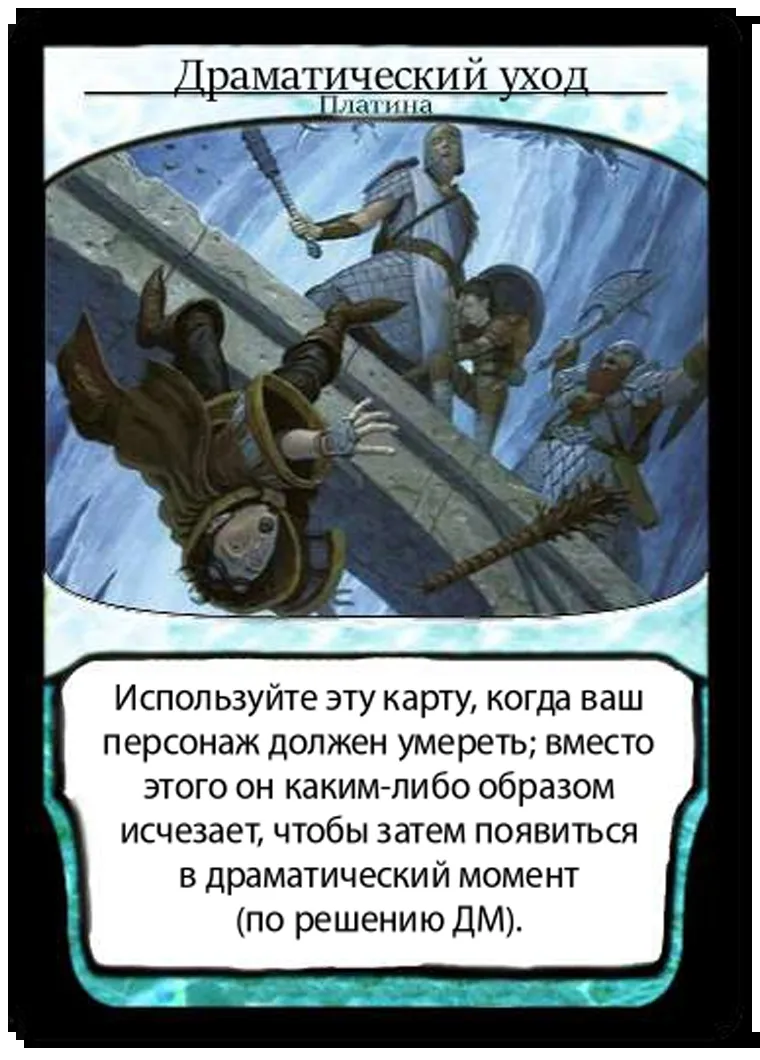 Драматический уход
Платина
Используйте эту карту, когда ваш
персонаж должен умереть; вместо
этого он каким-либо образом
исчезает, чтобы затем появиться
в драматический момент
(по решению ДМ).